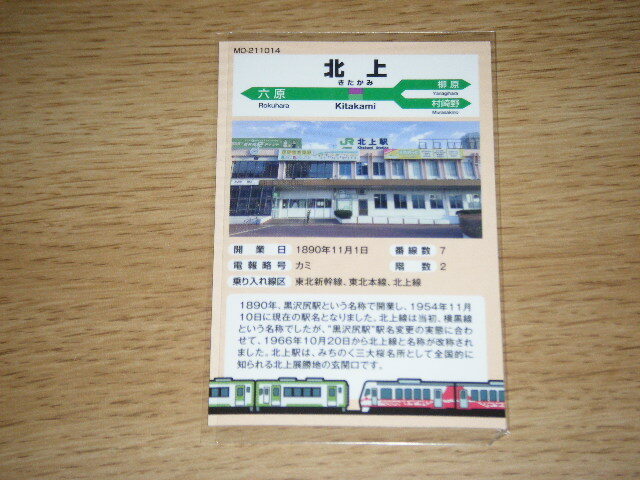 MO-211014
北上
きたかみ
六原
Rokuhara
Kitakami
柳原
Yanagihara
村崎野
Murasakino
JR 北上駅
開業日 1890年11月1日 番線数 7
電報略号 カミ 階数 2
乗り入れ線区 東北新幹線、東北本線、北上線
1890年、黒沢尻駅という名称で開業し、1954年11月
10日に現在の駅名となりました。北上線は当初、横黒線
という名称でしたが、"黒沢尻駅"駅名変更の実態に合わ
せて、1966年10月20日から北上線と名称が改称され
ました。北上駅は、みちのく三大桜名所として全国的に
知られる北上展勝地の玄関口です。